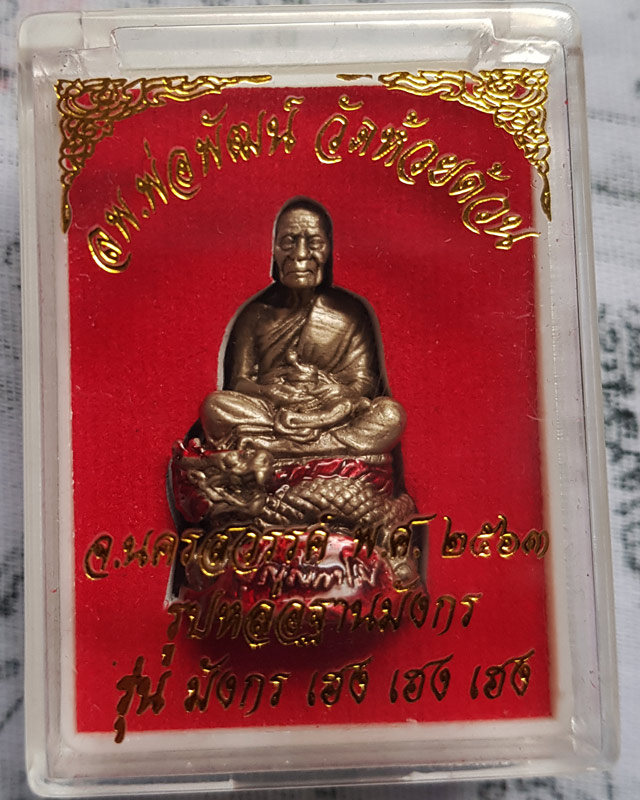 ลพ.พ่อพัฒน์ วัดห้วยด้วน
จ.นครสวรรค์ พ.ศ. ๒๕๖๓
รูปหล่อฐานมังกร
รุ่น มังกร เฮง เฮง เฮง